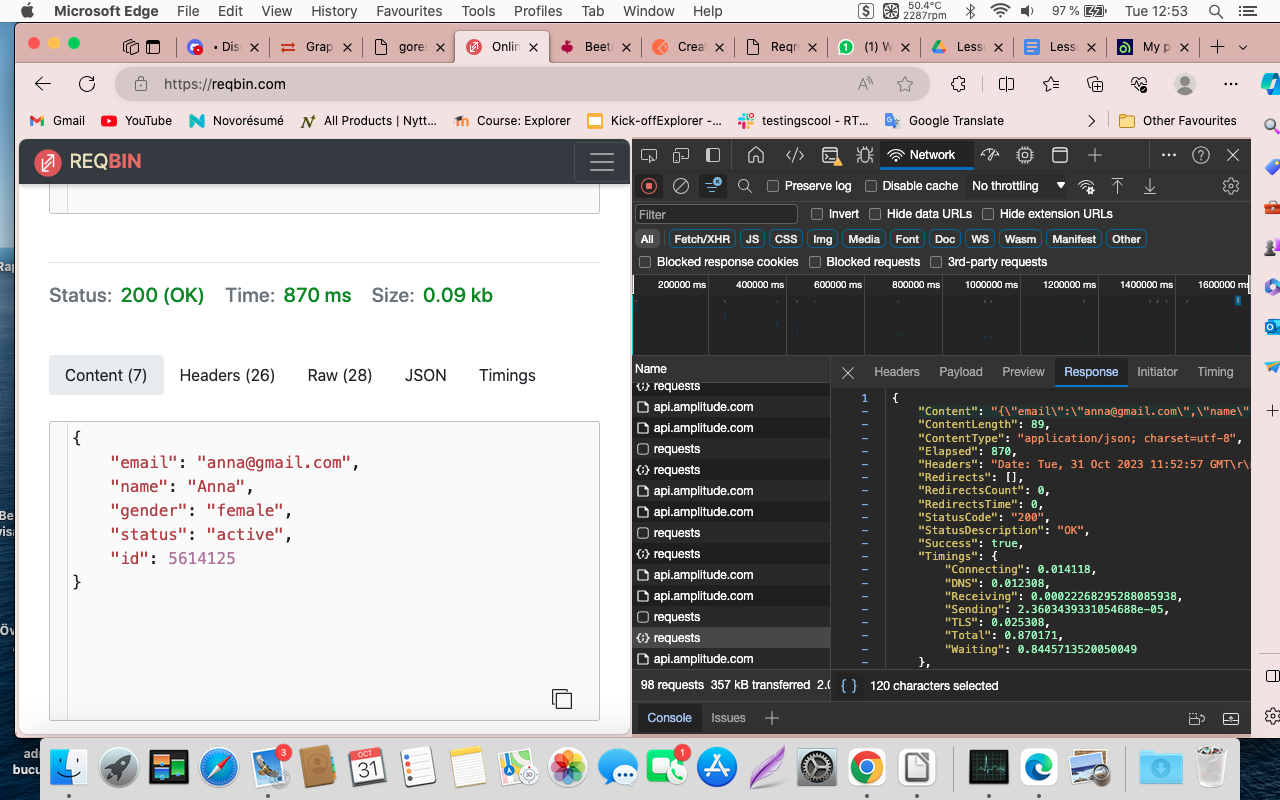 Microsoft Edge File Edit View History Favourites Tools Profiles Tab Window Help 50.4°C 2287rpm 97 % Tue 12:53
• Dis Grap gores Onlin Beet Creat Reqr (1) W Less Less My p
https://reqbin.com
Gmail YouTube Novorésumé All Products | Nytt... Course: Explorer Kick-offExplorer -... testingscool - RT... Google Translate Other Favourites
REQBIN
Status: 200 (OK) Time: 870 ms Size: 0.09 kb
Content (7) Headers (26) Raw (28) JSON Timings
{
"email": "anna@gmail.com",
"name": "Anna",
"gender": "female",
"status": "active",
"id": 5614125
}
Network
Preserve log Disable cache No throttling
Filter Invert Hide data URLs Hide extension URLs
All Fetch/XHR JS CSS Img Media Font Doc WS Wasm Manifest Other
Blocked response cookies Blocked requests 3rd-party requests
200000 ms 400000 ms 600000 ms 800000 ms 1000000 ms 1200000 ms 1400000 ms 1600000 ms
Name
requests
api.amplitude.com
api.amplitude.com
requests
requests
api.amplitude.com
api.amplitude.com
requests
requests
api.amplitude.com
api.amplitude.com
requests
requests
api.amplitude.com
98 requests 357 kB transferred 2.0
Headers Payload Preview Response Initiator Timing
1 {
"Content": "{\"email\":\"anna@gmail.com\",\"name\"
"ContentLength": 89,
"ContentType": "application/json; charset=utf-8",
"Elapsed": 870,
"Headers": "Date: Tue, 31 Oct 2023 11:52:57 GMT\r\
"Redirects": [],
"RedirectsCount": 0,
"RedirectsTime": 0,
"StatusCode": "200",
"StatusDescription": "OK",
"Success": true,
"Timings": {
"Connecting": 0.014118,
"DNS": 0.012308,
"Receiving": 0.00022268295288085938,
"Sending": 2.3603439331054688e-05,
"TLS": 0.025308,
"Total": 0.870171,
"Waiting": 0.8445713520050049
},
{ } 120 characters selected
Console Issues
3 OCT 31 1